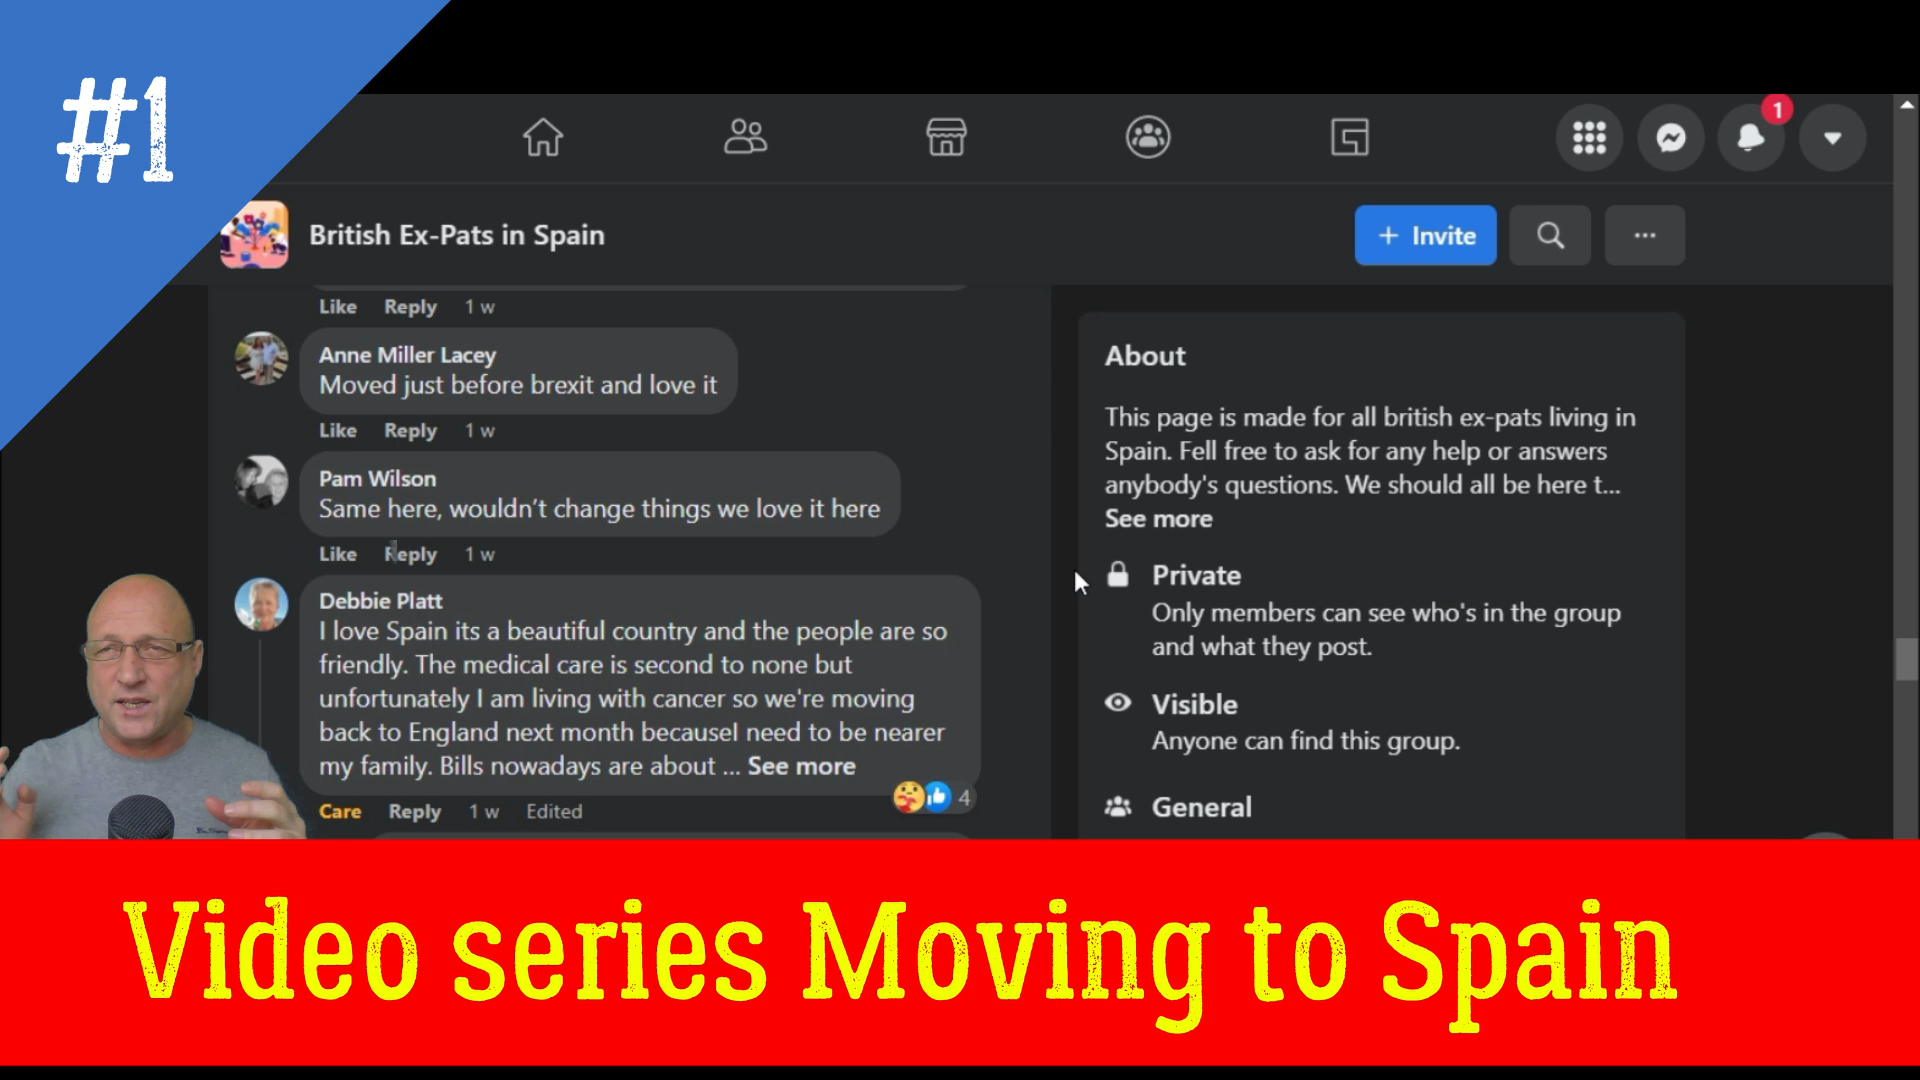 #1
1
British Ex-Pats in Spain
+ Invite
Like Reply 1 w
Anne Miller Lacey
Moved just before brexit and love it
Like Reply 1 w
Pam Wilson
Same here, wouldn't change things we love it here
Like Reply 1 w
Debbie Platt
I love Spain its a beautiful country and the people are so
friendly. The medical care is second to none but
unfortunately I am living with cancer so we're moving
back to England next month becauseI need to be nearer
my family. Bills nowadays are about ... See more
4
Care Reply 1 w Edited
About
This page is made for all british ex-pats living in
Spain. Fell free to ask for any help or answers
anybody's questions. We should all be here t...
See more
Private
Only members can see who's in the group
and what they post.
Visible
Anyone can find this group.
General
Video series Moving to Spain